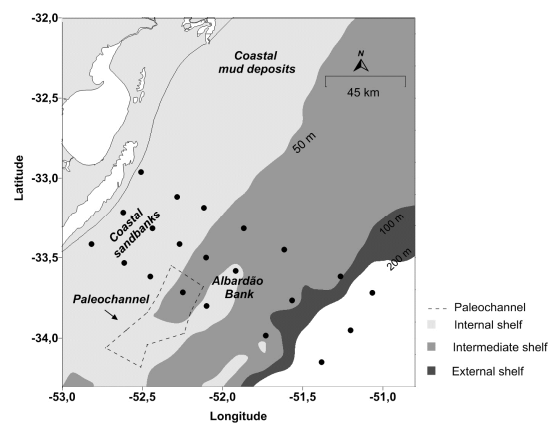 -32,0
Coastal
mud deposits
N
45 km
-32,5
50 m
Latitude
-33,0
Coastal
sandbanks
100 m
200 m
-33,5
Albardão
Bank
Paleochannel
-34,0
-53,0 -52,5 -52,0 -51,5 -51,0
Longitude
Paleochannel
Internal shelf
Intermediate shelf
External shelf